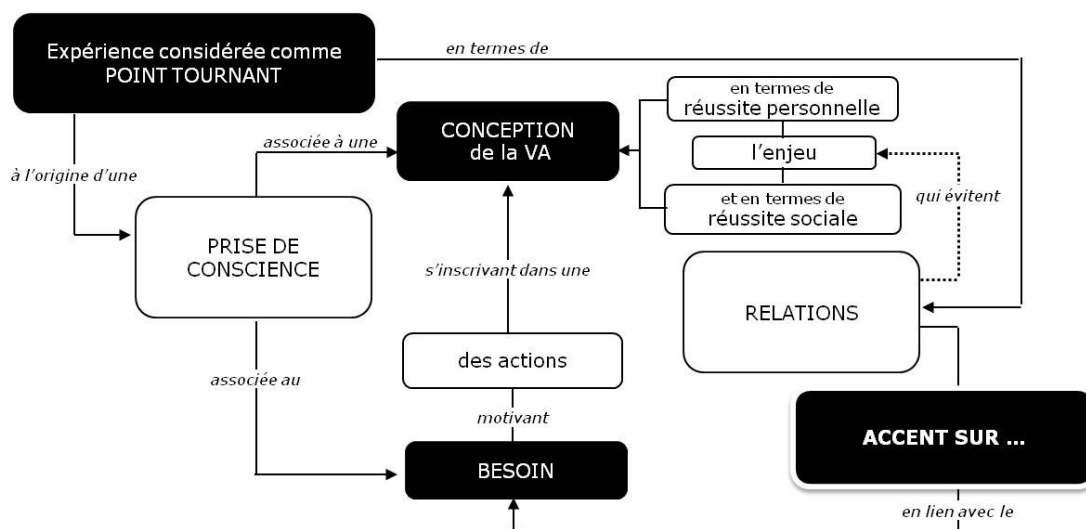 Expérience considérée comme
POINT TOURNANT
en termes de
en termes de
réussite personnelle
CONCEPTION
de la VA
associée à une
l'enjeu
à l'origine d'une
qui évitent
et en termes de
réussite sociale
PRISE DE
CONSCIENCE
s'inscrivant dans une
RELATIONS
des actions
associée au
motivant
ACCENT SUR ...
BESOIN
en lien avec le